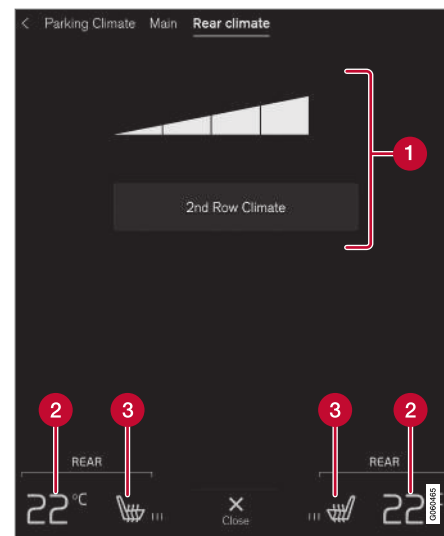 < Parking Climate Main Rear climate
1
2nd Row Climate
2 3 3 2
REAR REAR
22°C Close 22
G060465